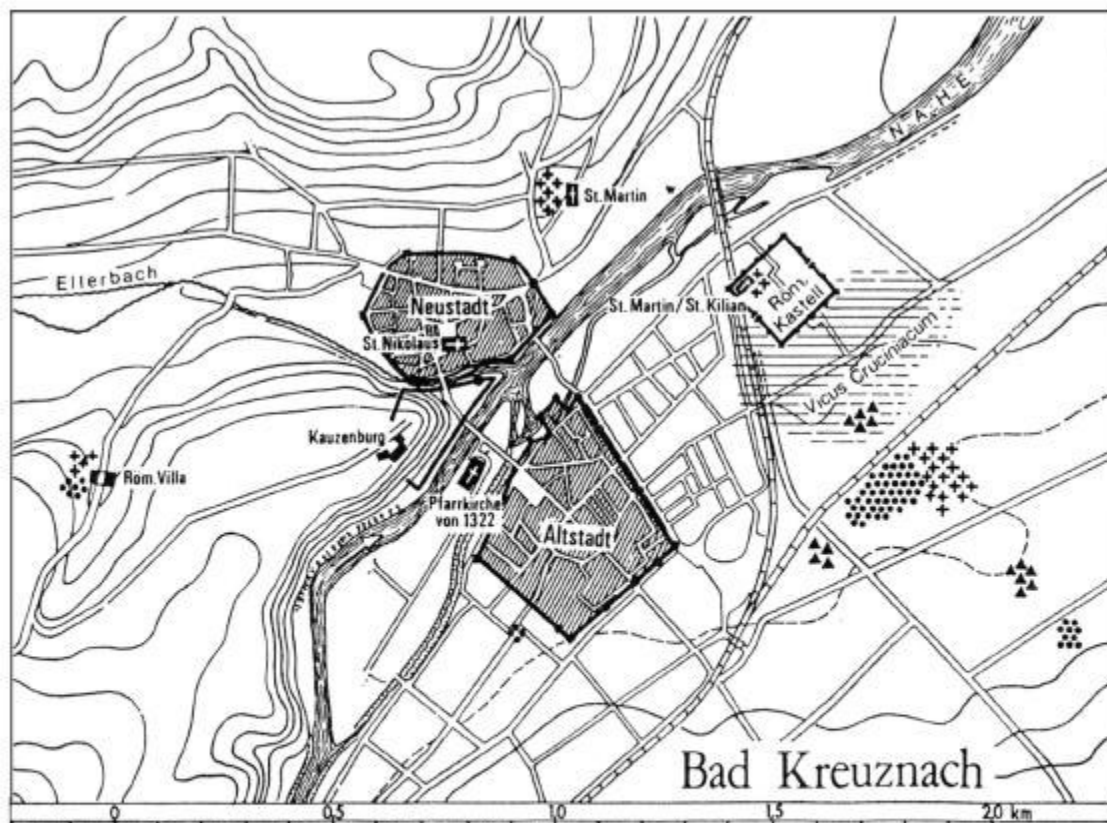 NAHE
St. Martin
Ellerbach
Neustadt
St. Martin/St. Kilian
Röm.
Kastell
St. Nikolaus
Vicus Cruciniacum
Kauzenburg
Röm. Villa
Pfarrkirche
von 1322
Altstadt
Bad Kreuznach
0 0,5 1,0 1,5 2,0 km